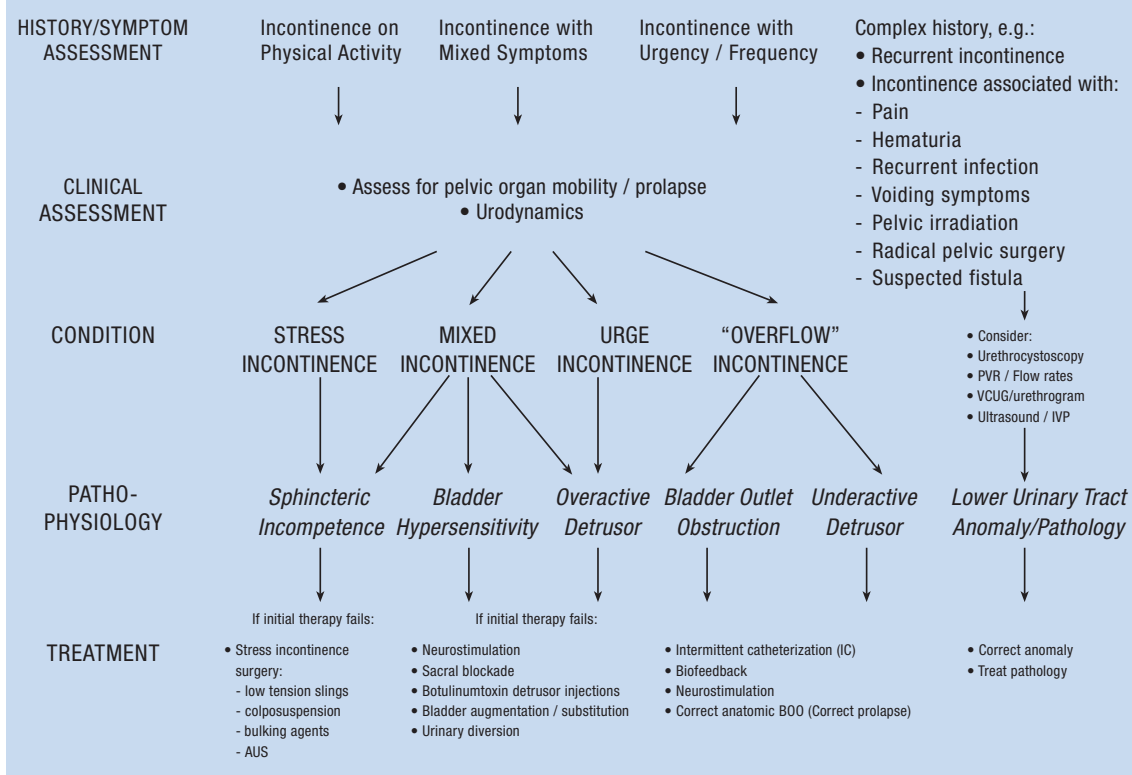 HISTORY/SYMPTOM
ASSESSMENT
Incontinence on
Physical Activity
Incontinence with
Mixed Symptoms
Incontinence with
Urgency / Frequency
Complex history, e.g.:
• Recurrent incontinence
• Incontinence associated with:
- Pain
- Hematuria
- Recurrent infection
- Voiding symptoms
- Pelvic irradiation
- Radical pelvic surgery
- Suspected fistula
CLINICAL
ASSESSMENT
• Assess for pelvic organ mobility / prolapse
• Urodynamics
CONDITION
STRESS
INCONTINENCE
MIXED
INCONTINENCE
URGE
INCONTINENCE
“OVERFLOW”
INCONTINENCE
• Consider:
• Urethrocystoscopy
• PVR / Flow rates
• VCUG/urethrogram
• Ultrasound / IVP
PATHO-
PHYSIOLOGY
Sphincteric
Incompetence
Bladder
Hypersensitivity
Overactive
Detrusor
Bladder Outlet
Obstruction
Underactive
Detrusor
Lower Urinary Tract
Anomaly/Pathology
TREATMENT
If initial therapy fails:
• Stress incontinence
surgery:
- low tension slings
- colposuspension
- bulking agents
- AUS
If initial therapy fails:
• Neurostimulation
• Sacral blockade
• Botulinumtoxin detrusor injections
• Bladder augmentation / substitution
• Urinary diversion
• Intermittent catheterization (IC)
• Biofeedback
• Neurostimulation
• Correct anatomic BOO (Correct prolapse)
• Correct anomaly
• Treat pathology